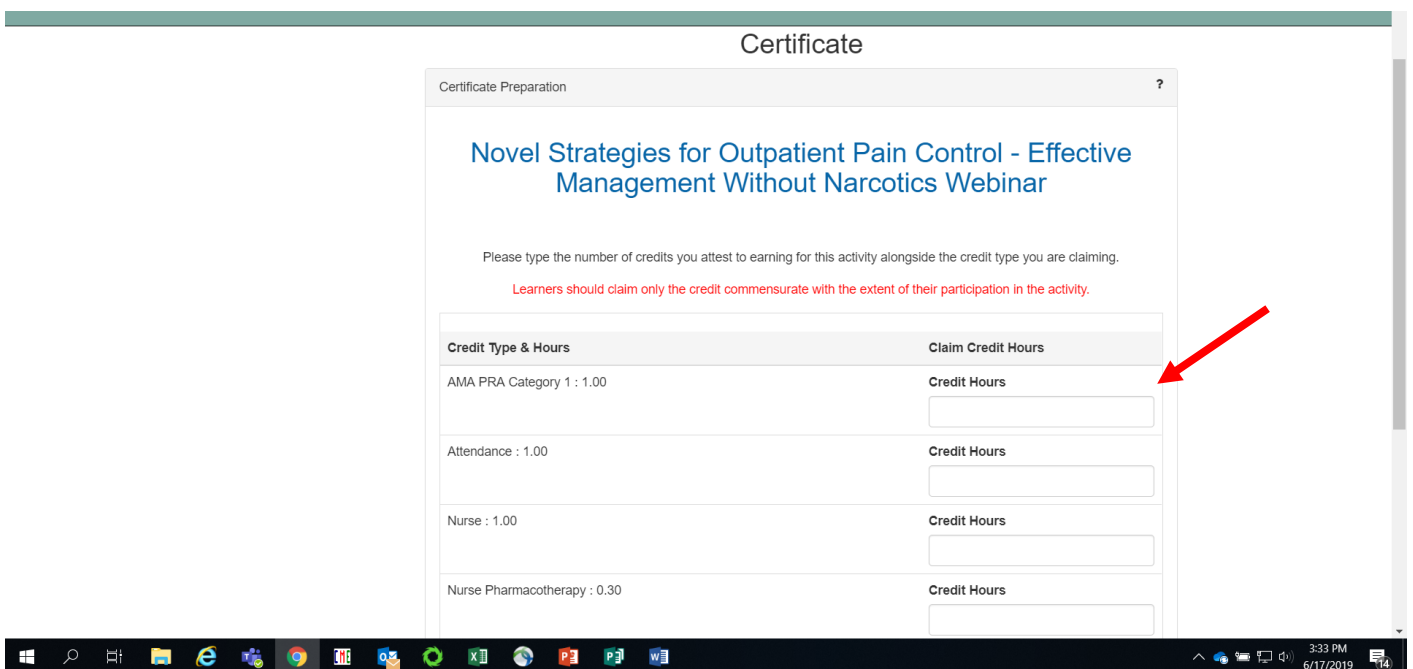 Certificate
Certificate Preparation ?
Novel Strategies for Outpatient Pain Control - Effective
Management Without Narcotics Webinar
Please type the number of credits you attest to earning for this activity alongside the credit type you are claiming.
Learners should claim only the credit commensurate with the extent of their participation in the activity.
Credit Type & Hours Claim Credit Hours
AMA PRA Category 1 : 1.00 Credit Hours
Attendance : 1.00 Credit Hours
Nurse : 1.00 Credit Hours
Nurse Pharmacotherapy : 0.30 Credit Hours
3:33 PM
6/17/2019
14